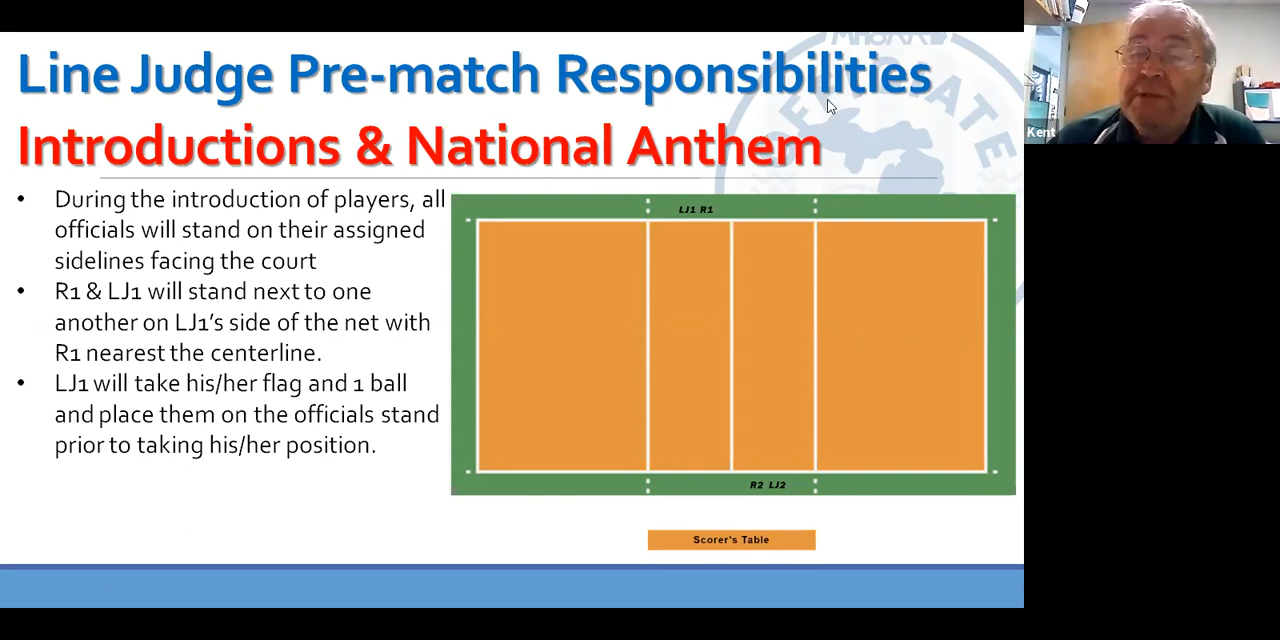 Line Judge Pre-match Responsibilities
Introductions & National Anthem
• During the introduction of players, all
officials will stand on their assigned
sidelines facing the court
• R1 & LJ1 will stand next to one
another on LJ1's side of the net with
R1 nearest the centerline.
• LJ1 will take his/her flag and 1 ball
and place them on the officials stand
prior to taking his/her position.
LJ1 R1
R2 LJ2
Scorer's Table
Kent